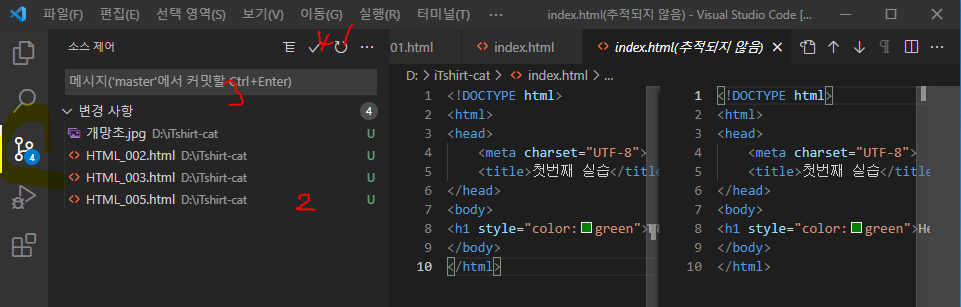 파일(F) 편집(E) 선택 영역(S) 보기(V) 이동(G) 실행(R) 터미널(T) ··· index.html(추적되지 않음) - Visual Studio Code [...
소스 제어 4 ··· 01.html index.html index.html(추적되지 않음) ···
메시지('master'에서 커밋할 Ctrl+Enter) 3
D: > iTshirt-cat > index.html > ...
변경 사항 4
개망초.jpg D:\iTshirt-cat U
HTML_002.html D:\iTshirt-cat U
HTML_003.html D:\iTshirt-cat U
HTML_005.html D:\iTshirt-cat U
2
4
1 <!DOCTYPE html>
2 <html>
3 <head>
4 <meta charset="UTF-8">
5 <title>첫번째 실습</title
6 </head>
7 <body>
8 <h1 style="color:green">
9 </body>
10 </html>
1 <!DOCTYPE html>
2 <html>
3 <head>
4 <meta charset="UTF-8">
5 <title>첫번째 실습</title
6 </head>
7 <body>
8 <h1 style="color:green">He
9 </body>
10 </html>